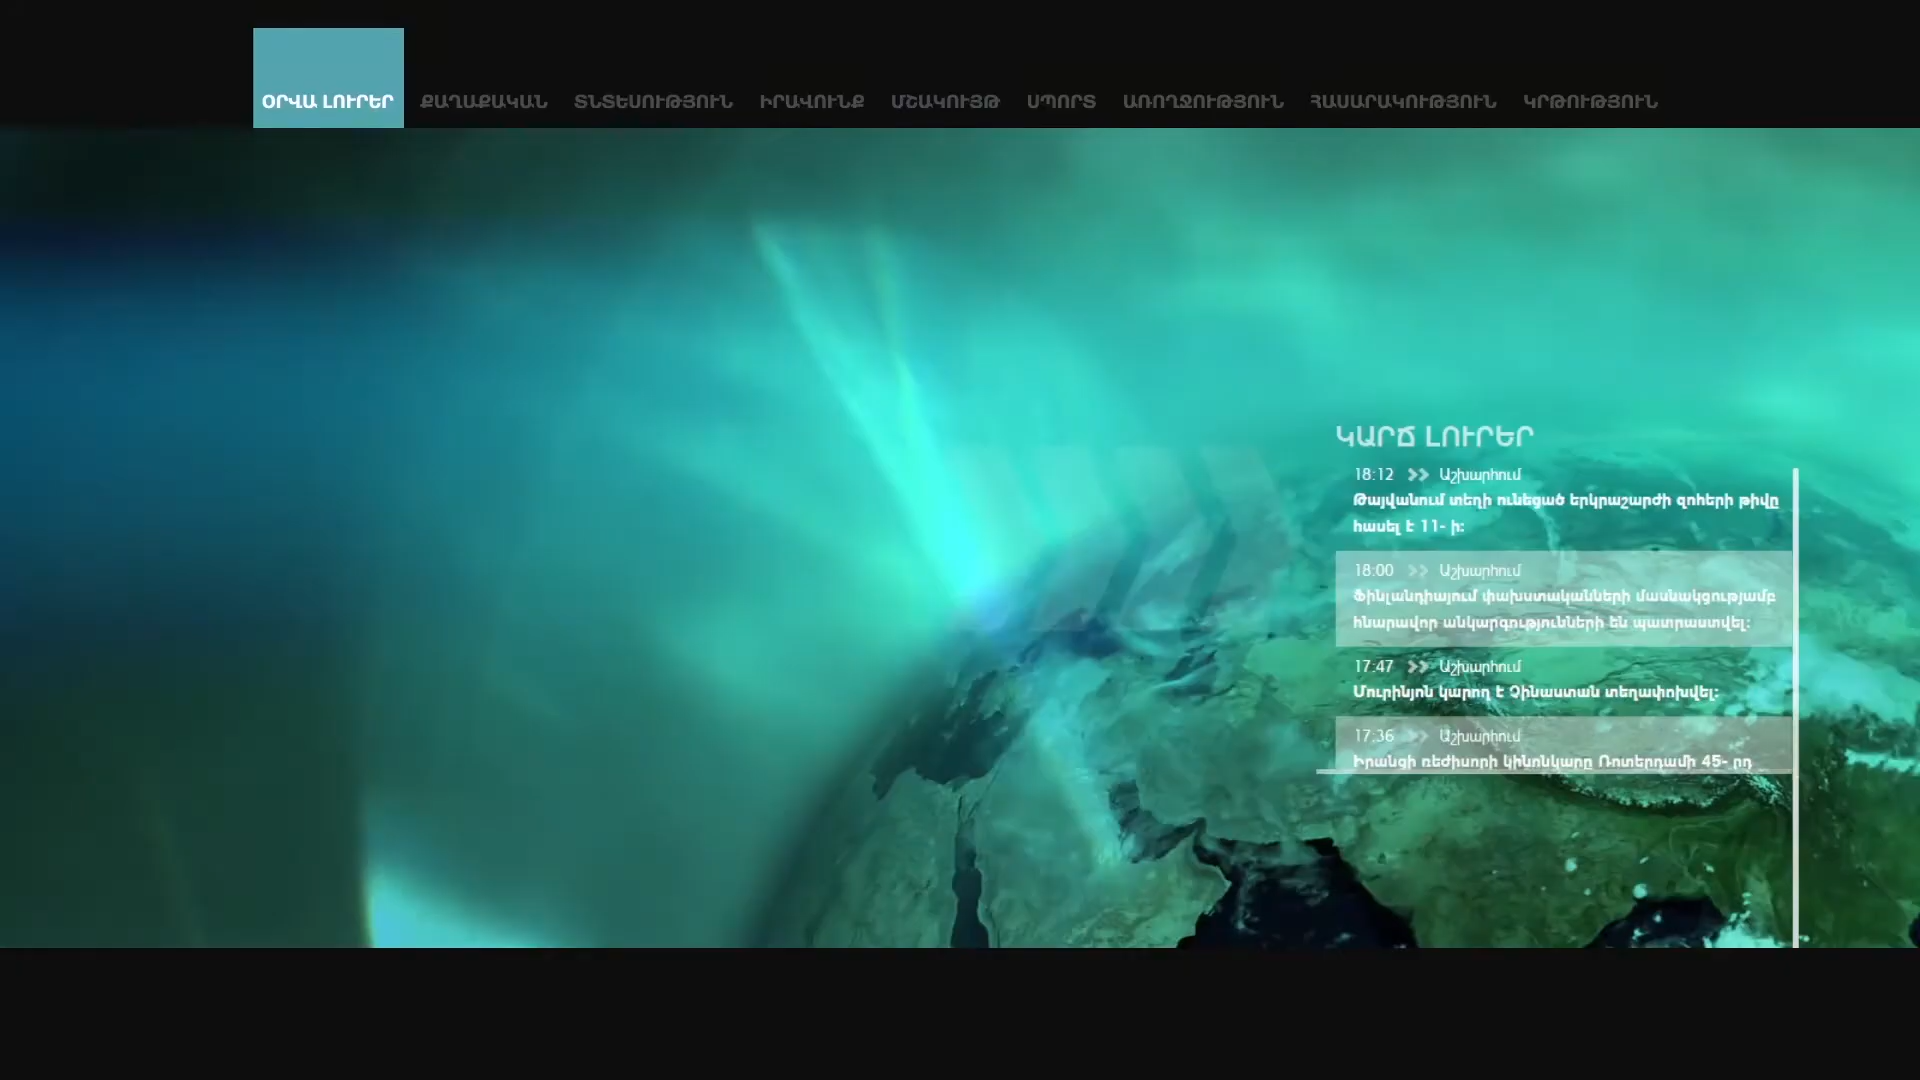 ՕՐՎԱ ԼՈՒՐԵՐ ՔԱՂԱՔԱԿԱՆ ՏՆՏԵՍՈՒԹՅՈՒՆ ԻՐԱՎՈՒՆՔ ՄՇԱԿՈՒՅԹ ՍՊՈՐՏ ԱՌՈՂՋՈՒԹՅՈՒՆ ՀԱՍԱՐԱԿՈՒԹՅՈՒՆ ԿՐԹՈՒԹՅՈՒՆ
ԿԱՐՃ ԼՈՒՐԵՐ
18:12 >> Աշխարհում
Թայվանում տեղի ունեցած երկրաշարժի զոհերի թիվը
հասել է 11- ի:
18:00 >> Աշխարհում
Ֆինլանդիայում փախստականների մասնակցությամբ
հնարավոր անկարգությունների են պատրաստվել:
17:47 >> Աշխարհում
Մուրինյոն կարող է Չինաստան տեղափոխվել:
17:36 >> Աշխարհում
Իրանցի ռեժիսորի կինոնկարը Ռոտերդամի 45- րդ